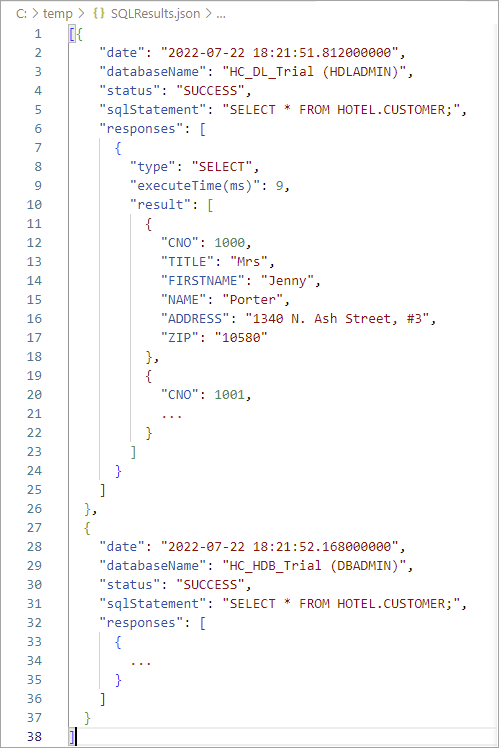 C: > temp > {} SQLResults.json > ...
1 [{
2 "date": "2022-07-22 18:21:51.812000000",
3 "databaseName": "HC_DL_Trial (HDLADMIN)",
4 "status": "SUCCESS",
5 "sqlStatement": "SELECT * FROM HOTEL.CUSTOMER;",
6 "responses": [
7 {
8 "type": "SELECT",
9 "executeTime(ms)": 9,
10 "result": [
11 {
12 "CNO": 1000,
13 "TITLE": "Mrs",
14 "FIRSTNAME": "Jenny",
15 "NAME": "Porter",
16 "ADDRESS": "1340 N. Ash Street, #3",
17 "ZIP": "10580"
18 },
19 {
20 "CNO": 1001,
21 ...
22 }
23 ]
24 }
25 ]
26 },
27 {
28 "date": "2022-07-22 18:21:52.168000000",
29 "databaseName": "HC_HDB_Trial (DBADMIN)",
30 "status": "SUCCESS",
31 "sqlStatement": "SELECT * FROM HOTEL.CUSTOMER;",
32 "responses": [
33 {
34 ...
35 }
36 ]
37 }
38 ]